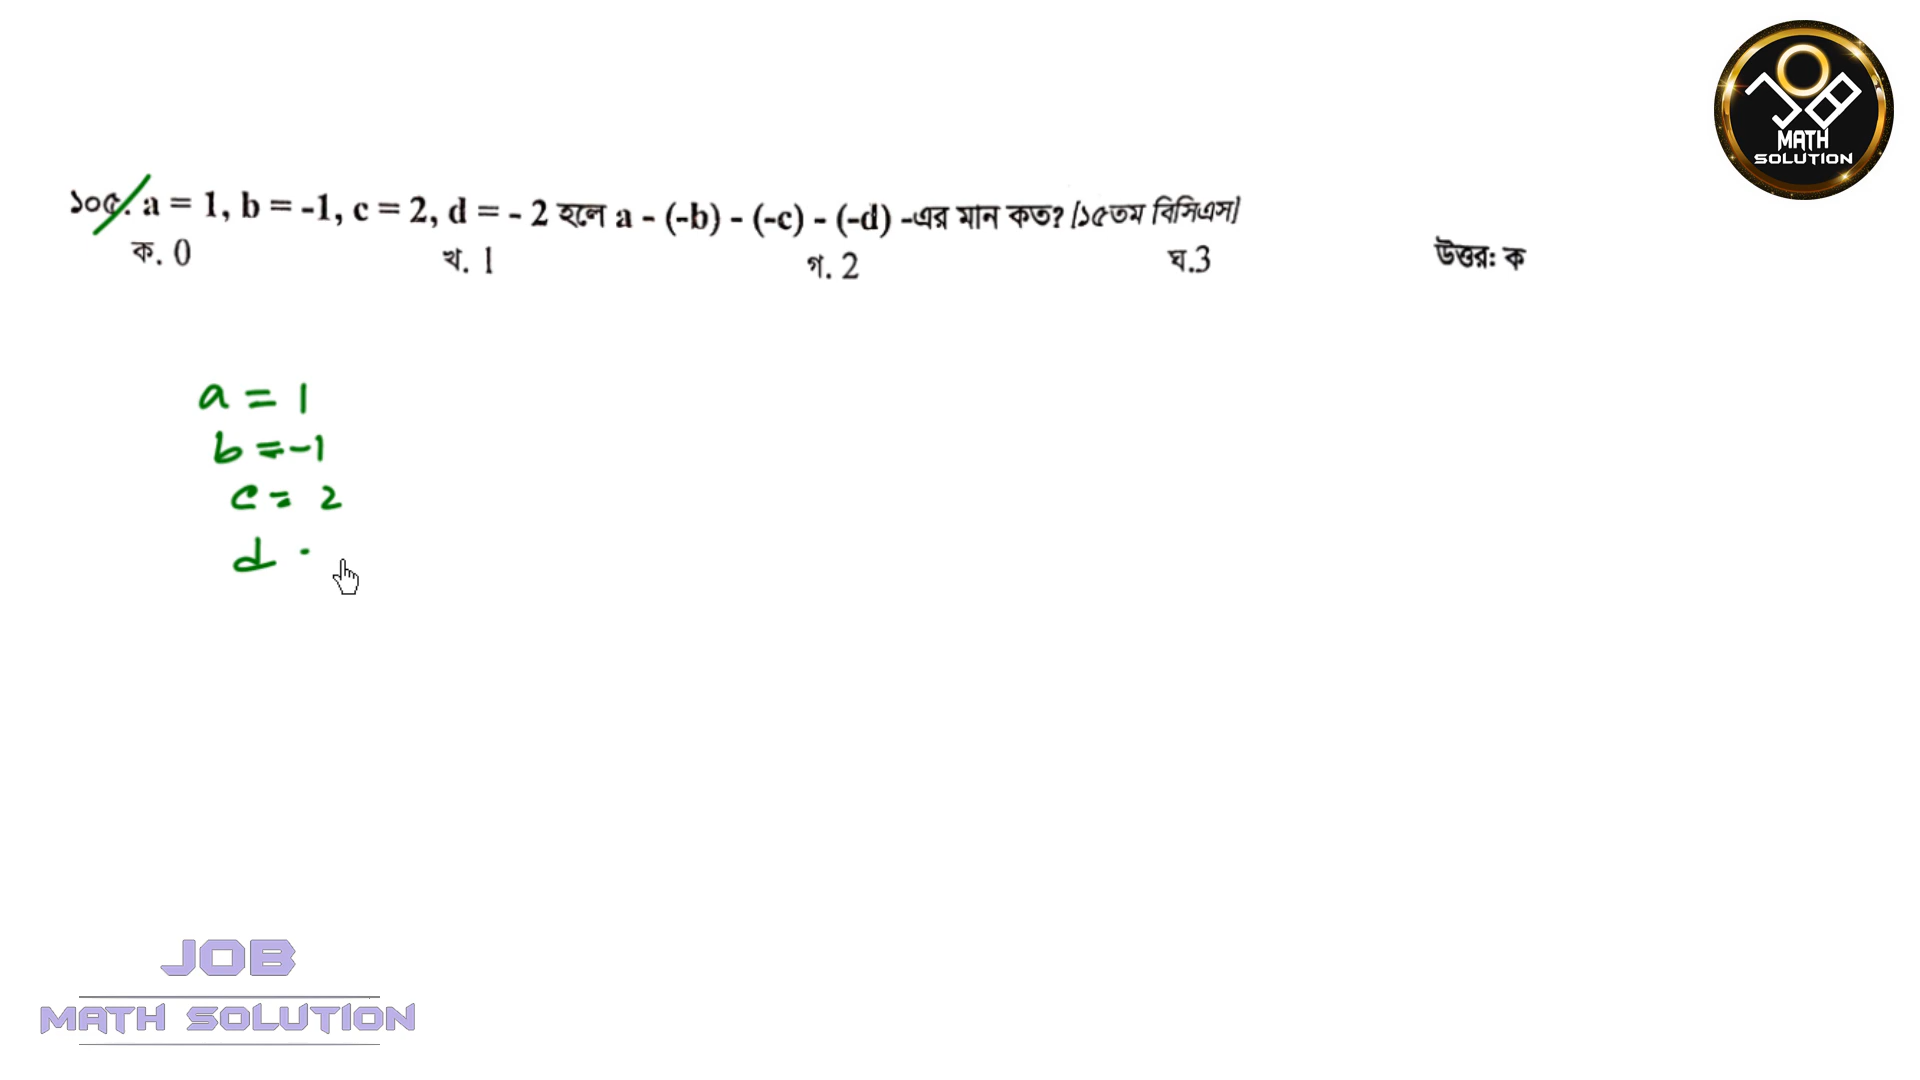 ১০৫. a = 1, b = -1, c = 2, d = - 2 হলে a - (-b) - (-c) - (-d) -এর মান কত? [১৫তম বিসিএস]
ক. 0 খ. 1 গ. 2 ঘ.3 উত্তর: ক
a = 1
b = -1
c = 2
d -
JOB
MATH
SOLUTION
JOB
MATH SOLUTION